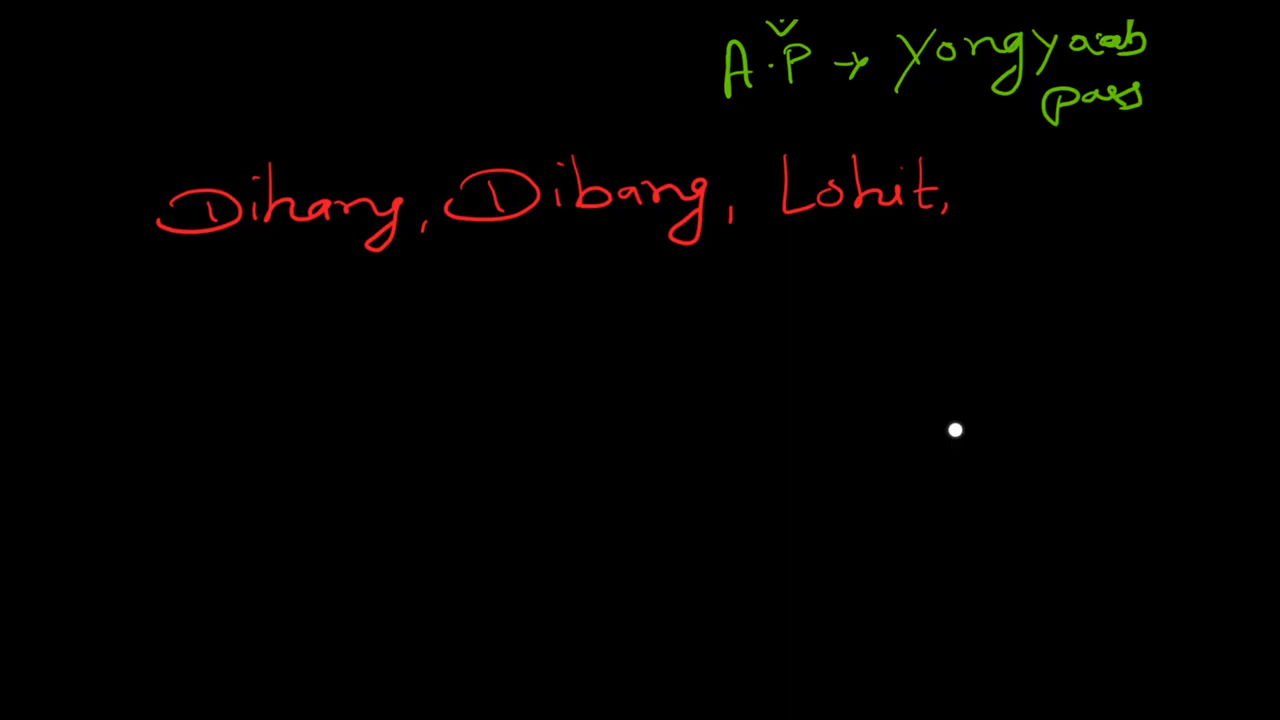 A.P → Yongyaab
pass
Dihang, Dibang, Lohit,